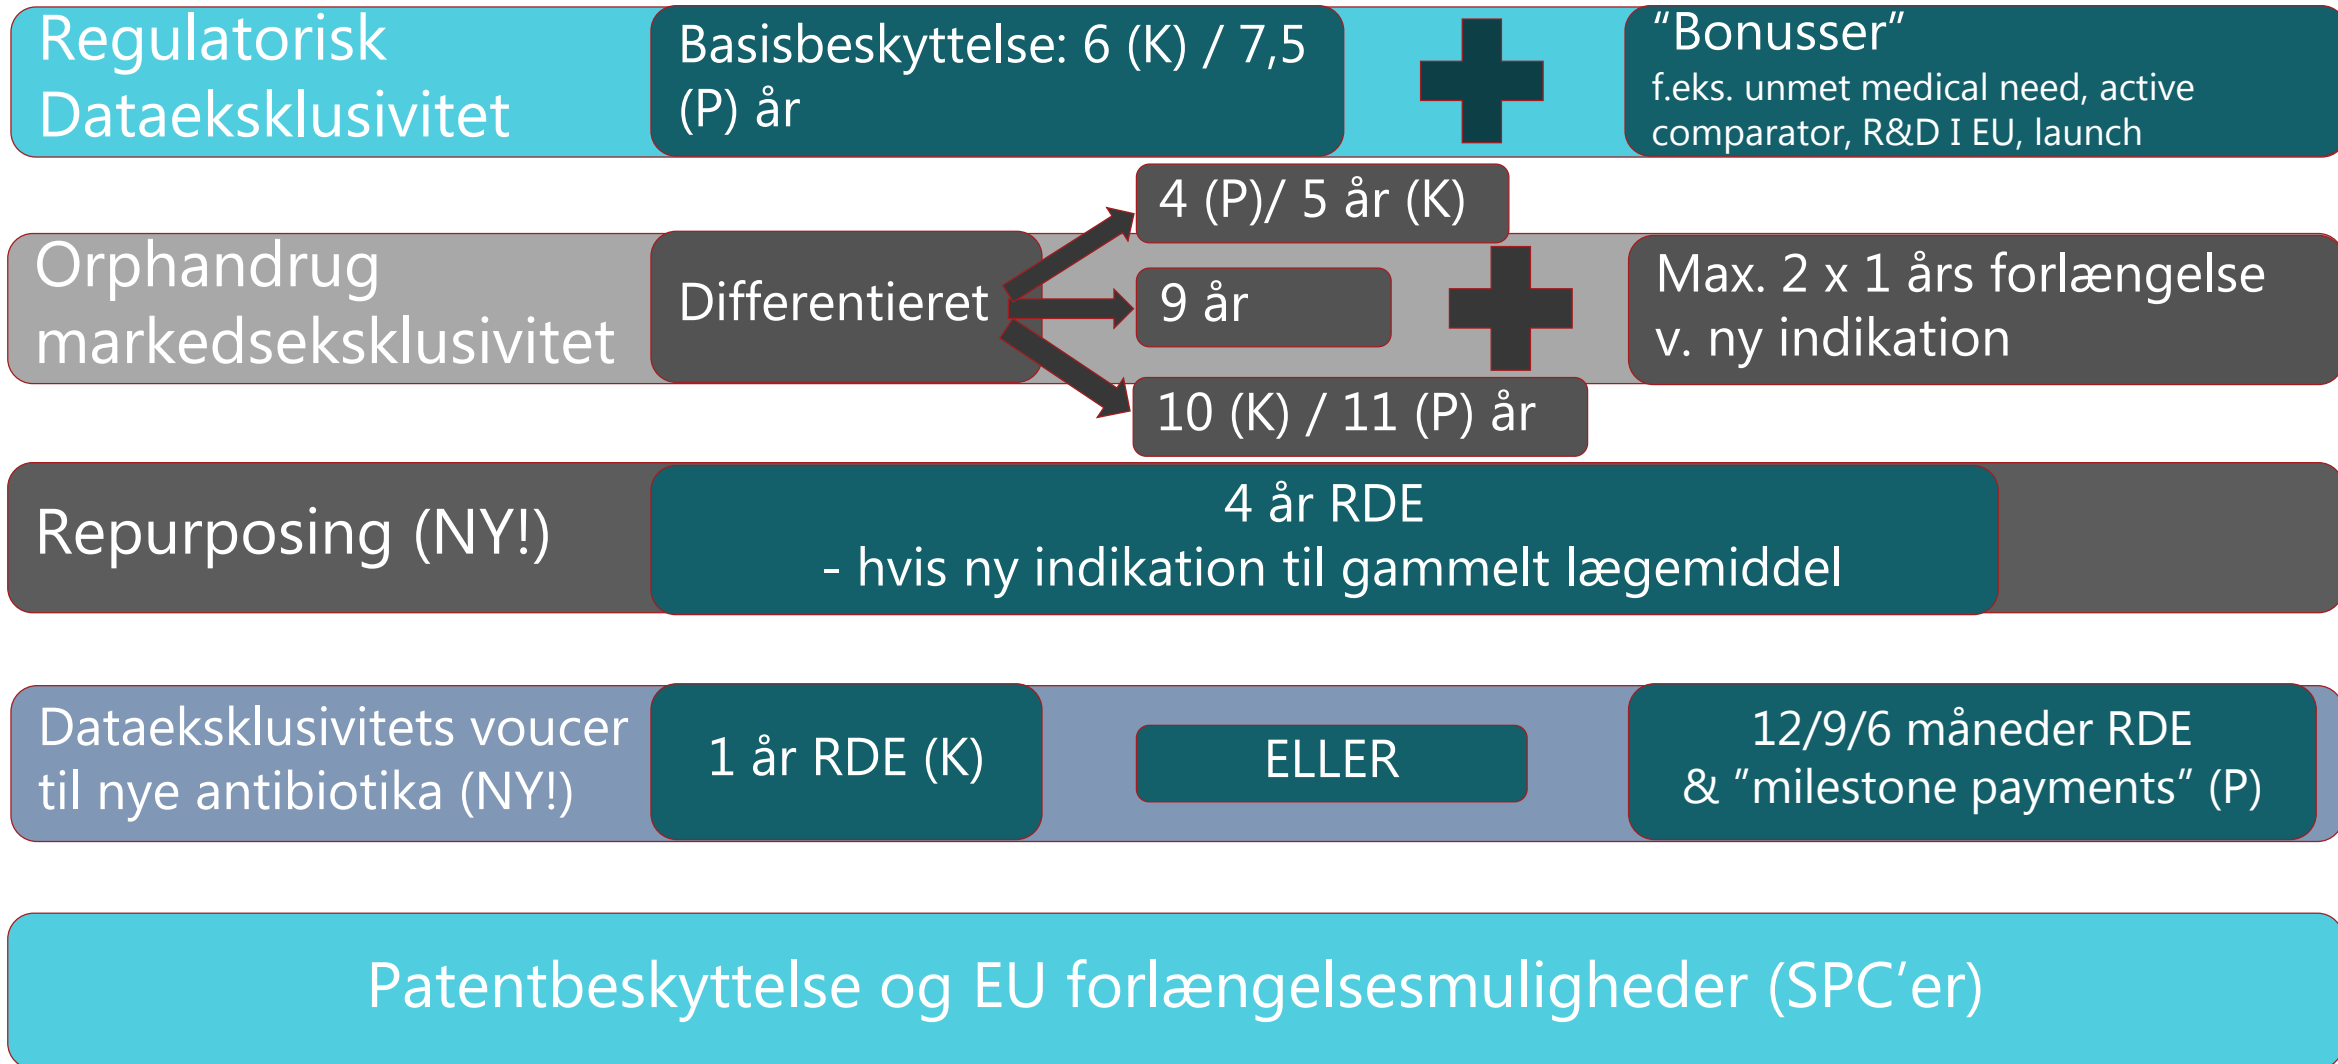 Regulatorisk
Dataeksklusivitet
Basisbeskyttelse: 6 (K) / 7,5
(P) år
“Bonusser”
f.eks. unmet medical need, active
comparator, R&D I EU, launch
Orphandrug
markedseksklusivitet
Differentieret
4 (P)/ 5 år (K)
9 år
10 (K) / 11 (P) år
Max. 2 x 1 års forlængelse
v. ny indikation
Repurposing (NY!)
4 år RDE
- hvis ny indikation til gammelt lægemiddel
Dataeksklusivitets voucer
til nye antibiotika (NY!)
1 år RDE (K)
ELLER
12/9/6 måneder RDE
& ”milestone payments” (P)
Patentbeskyttelse og EU forlængelsesmuligheder (SPC’er)